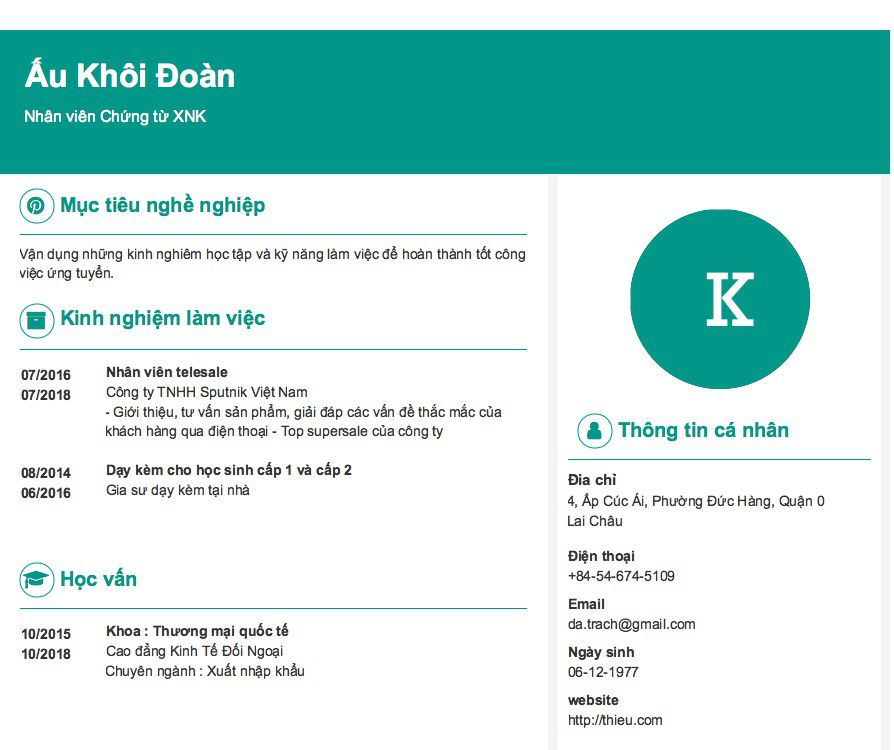 Ấu Khôi Đoàn
Nhân viên Chứng từ XNK
Mục tiêu nghề nghiệp
Vận dụng những kinh nghiêm học tập và kỹ năng làm việc để hoàn thành tốt công
việc ứng tuyển.
Kinh nghiệm làm việc
07/2016
07/2018
Nhân viên telesale
Công ty TNHH Sputnik Việt Nam
- Giới thiệu, tư vấn sản phẩm, giải đáp các vấn đề thắc mắc của
khách hàng qua điện thoại - Top supersale của công ty
08/2014
06/2016
Dạy kèm cho học sinh cấp 1 và cấp 2
Gia sư dạy kèm tại nhà
Học vấn
10/2015
10/2018
Khoa : Thương mại quốc tế
Cao đẳng Kinh Tế Đối Ngoại
Chuyên ngành : Xuất nhập khẩu
K
Thông tin cá nhân
Đia chỉ
4, Ấp Cúc Ái, Phường Đức Hàng, Quận 0
Lai Châu
Điện thoại
+84-54-674-5109
Email
da.trach@gmail.com
Ngày sinh
06-12-1977
website
http://thieu.com